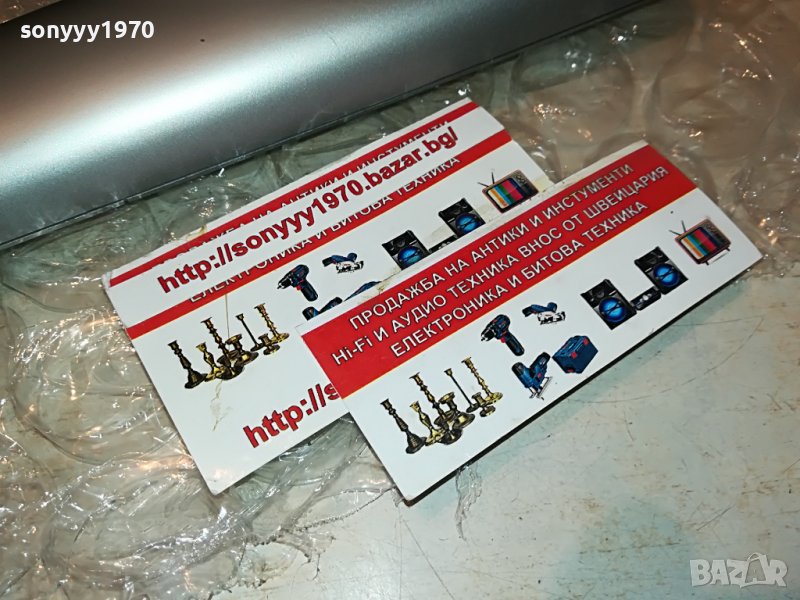 sonyyy1970
http://sonyyy1970.bazar.bg/
ЕЛЕКТРОНИКА И БИТОВА ТЕХНИКА
http://s
ПРОДАЖБА НА АНТИКИ И ИНСТУМЕНТИ
Hi-Fi И АУДИО ТЕХНИКА ВНОС ОТ ШВЕЙЦАРИЯ
ЕЛЕКТРОНИКА И БИТОВА ТЕХНИКА
BAZAR